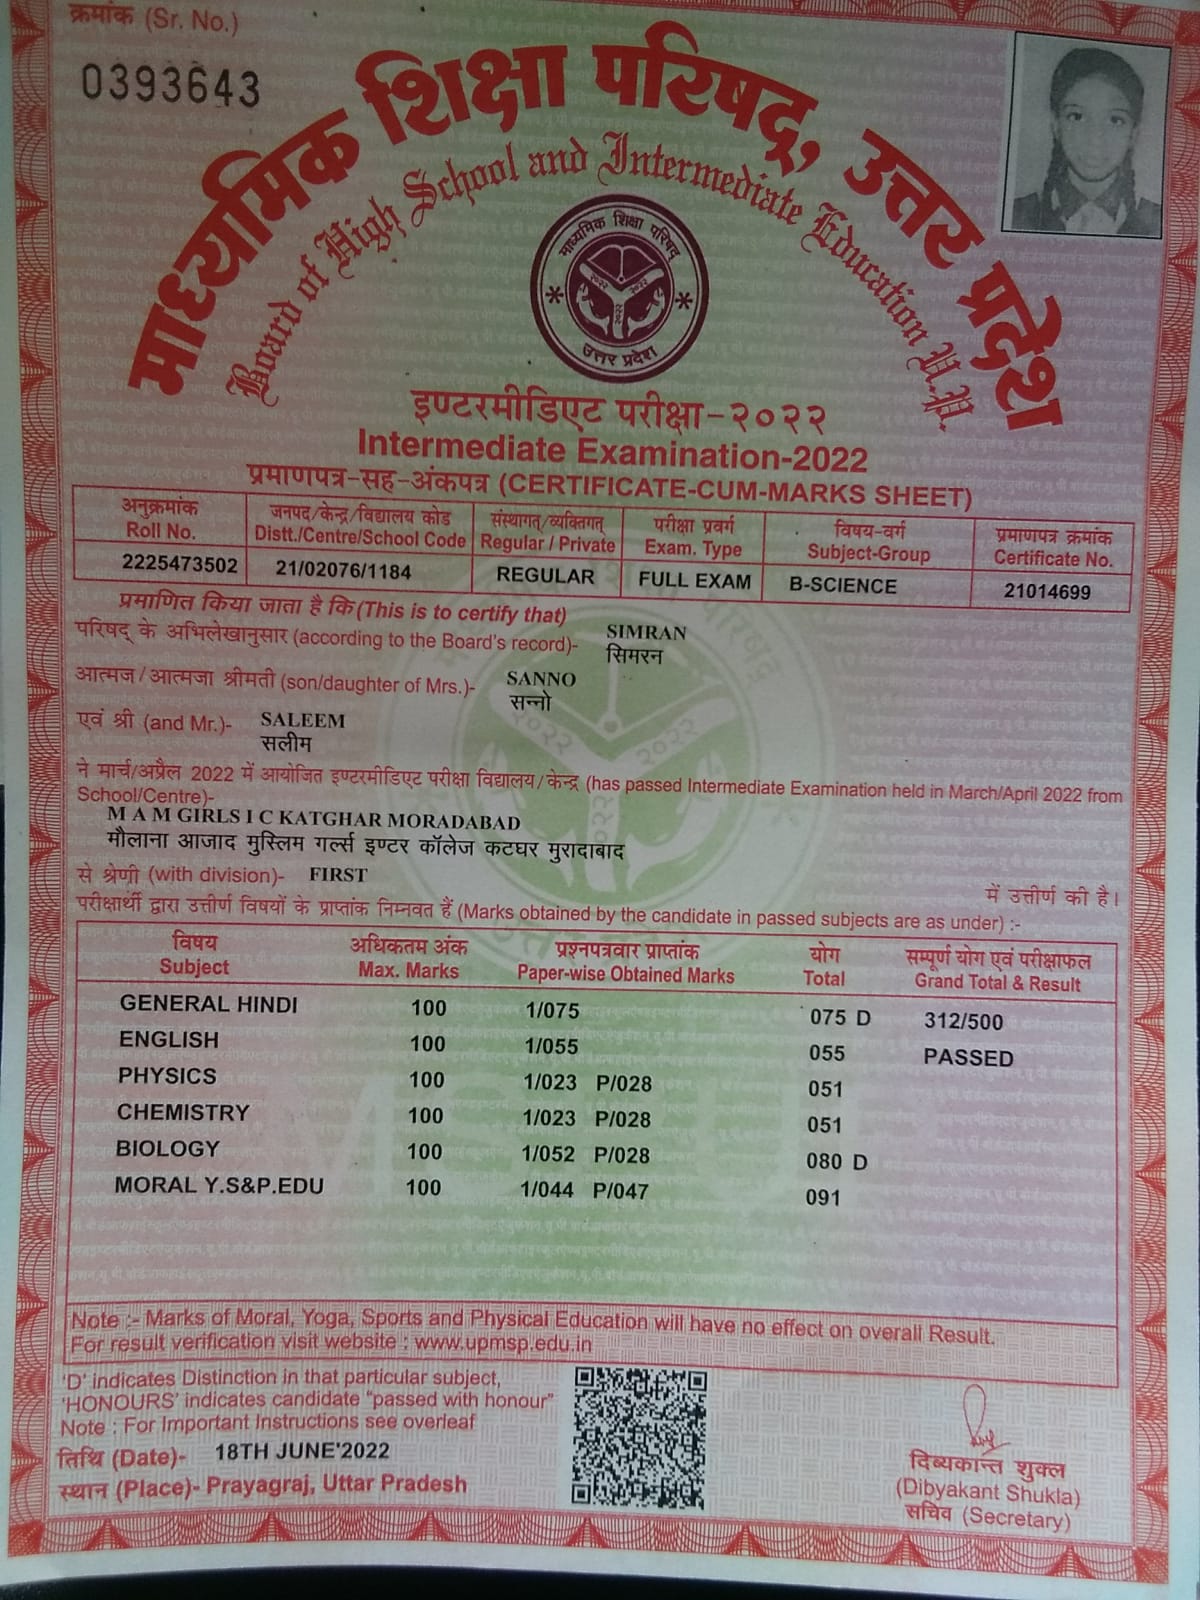 क्रमांक (Sr. No.)
0393643
माध्यमिक शिक्षा परिषद्, उत्तर प्रदेश
Board of High School and Intermediate Education U.P.
माध्यमिक शिक्षा परिषद्
उत्तर प्रदेश
इण्टरमीडिएट परीक्षा-२०२२
Intermediate Examination-2022
प्रमाणपत्र-सह-अंकपत्र (CERTIFICATE-CUM-MARKS SHEET)
अनुक्रमांक जनपद/केन्द्र/विद्यालय कोड संस्थागत्/व्यक्तिगत् परीक्षा प्रवर्ग विषय-वर्ग प्रमाणपत्र क्रमांक
Roll No. Distt./Centre/School Code Regular / Private Exam. Type Subject-Group Certificate No.
2225473502 21/02076/1184 REGULAR FULL EXAM B-SCIENCE 21014699
प्रमाणित किया जाता है कि (This is to certify that)
परिषद् के अभिलेखानुसार (according to the Board's record)- SIMRAN
सिमरन
आत्मज/आत्मजा श्रीमती (son/daughter of Mrs.)- SANNO
सन्नो
एवं श्री (and Mr.)- SALEEM
सलीम
ने मार्च/अप्रैल 2022 में आयोजित इण्टरमीडिएट परीक्षा विद्यालय/केन्द्र (has passed Intermediate Examination held in March/April 2022 from
School/Centre)-
M A M GIRLS I C KATGHAR MORADABAD
मौलाना आजाद मुस्लिम गर्ल्स इण्टर कॉलेज कटघर मुरादाबाद
से श्रेणी (with division)- FIRST में उत्तीर्ण की है।
परीक्षार्थी द्वारा उत्तीर्ण विषयों के प्राप्तांक निम्नवत हैं (Marks obtained by the candidate in passed subjects are as under) :-
विषय अधिकतम अंक प्रश्नपत्रवार प्राप्तांक योग सम्पूर्ण योग एवं परीक्षाफल
Subject Max. Marks Paper-wise Obtained Marks Total Grand Total & Result
GENERAL HINDI 100 1/075 075 D 312/500
ENGLISH 100 1/055 055 PASSED
PHYSICS 100 1/023 P/028 051
CHEMISTRY 100 1/023 P/028 051
BIOLOGY 100 1/052 P/028 080 D
MORAL Y.S&P.EDU 100 1/044 P/047 091
Note :- Marks of Moral, Yoga, Sports and Physical Education will have no effect on overall Result.
For result verification visit website : www.upmsp.edu.in
'D' indicates Distinction in that particular subject,
'HONOURS' indicates candidate "passed with honour"
Note : For Important Instructions see overleaf
तिथि (Date)- 18TH JUNE'2022
स्थान (Place)- Prayagraj, Uttar Pradesh
दिव्यकान्त शुक्ल
(Dibyakant Shukla)
सचिव (Secretary)